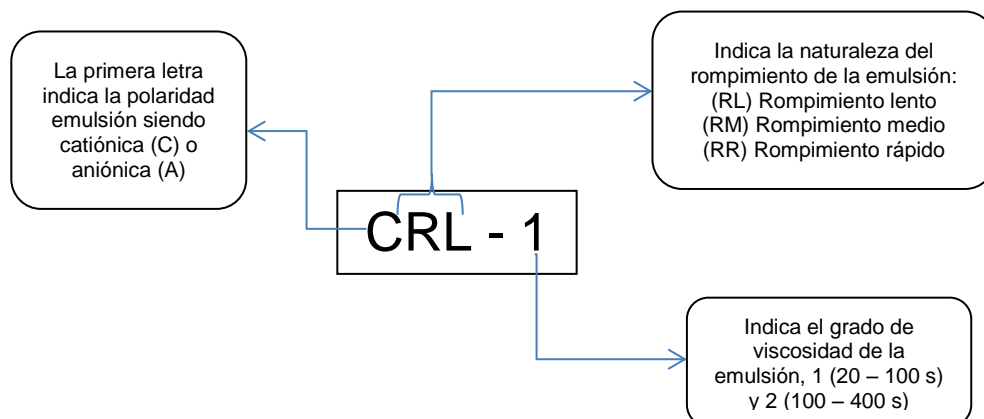 La primera letra
indica la polaridad
emulsión siendo
catiónica (C) o
aniónica (A)
Indica la naturaleza del
rompimiento de la emulsión:
(RL) Rompimiento lento
(RM) Rompimiento medio
(RR) Rompimiento rápido
CRL - 1
Indica el grado de
viscosidad de la
emulsión, 1 (20 – 100 s)
y 2 (100 – 400 s)